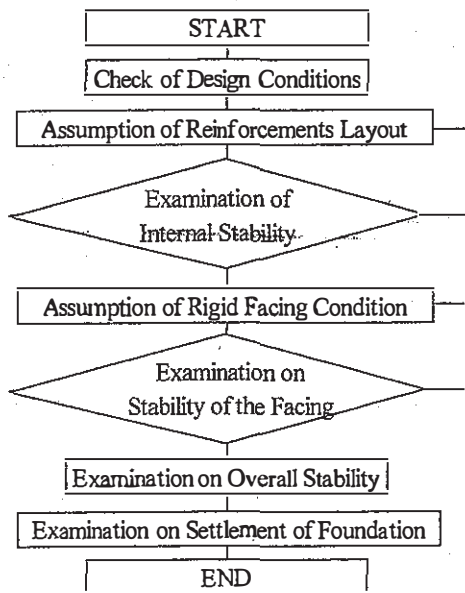 START
Check of Design Conditions
Assumption of Reinforcements Layout
Examination of
Internal Stability
Assumption of Rigid Facing Condition
Examination on
Stability of the Facing
Examination on Overall Stability
Examination on Settlement of Foundation
END